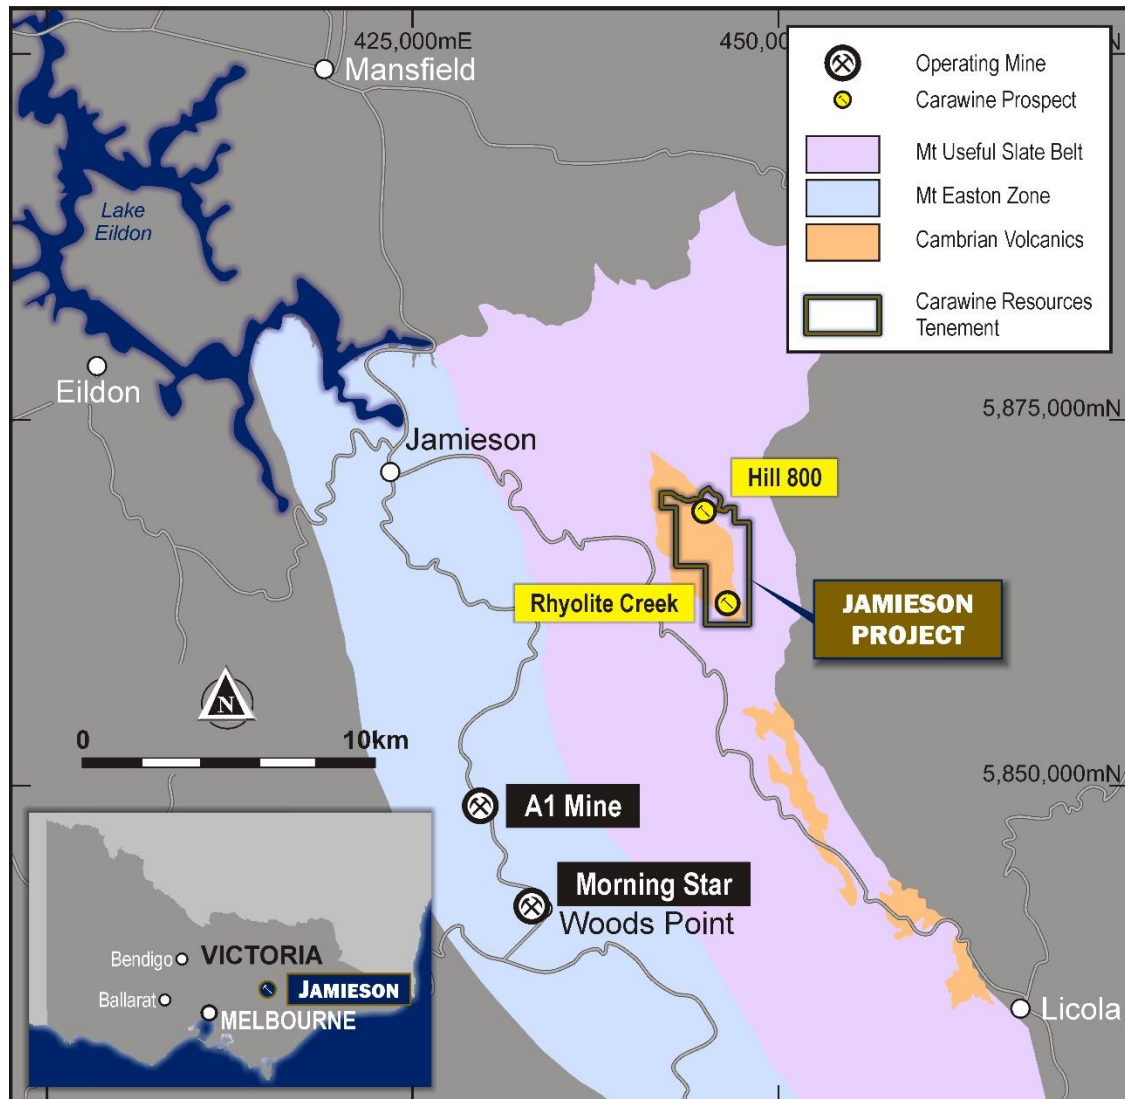 425,000mE
450,0
N
Mansfield
Operating Mine
Carawine Prospect
Mt Useful Slate Belt
Mt Easton Zone
Cambrian Volcanics
Carawine Resources
Tenement
Lake
Eildon
Eildon
5,875,000mN
Jamieson
Hill 800
Rhyolite Creek
JAMIESON
PROJECT
N
0
10km
5,850,000mN
A1 Mine
Morning Star
Woods Point
Licola
Bendigo
VICTORIA
JAMIESON
Ballarat
MELBOURNE